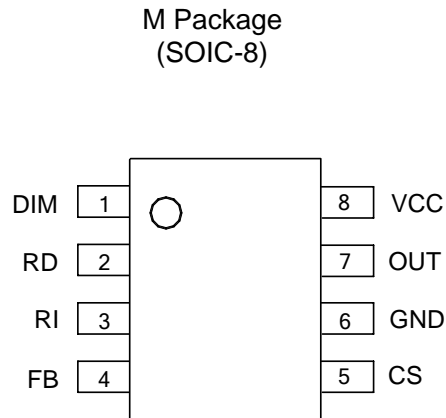 M Package
(SOIC-8)
DIM 1 8 VCC
RD 2 7 OUT
RI 3 6 GND
FB 4 5 CS